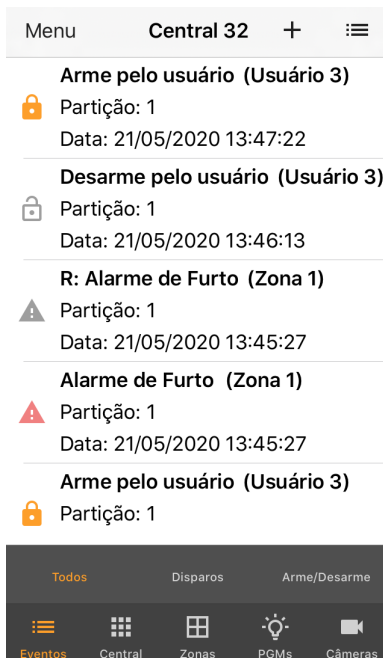 Menu Central 32 +
Arme pelo usuário (Usuário 3)
Partição: 1
Data: 21/05/2020 13:47:22
Desarme pelo usuário (Usuário 3)
Partição: 1
Data: 21/05/2020 13:46:13
R: Alarme de Furto (Zona 1)
Partição: 1
Data: 21/05/2020 13:45:27
Alarme de Furto (Zona 1)
Partição: 1
Data: 21/05/2020 13:45:27
Arme pelo usuário (Usuário 3)
Partição: 1
Todos Disparos Arme/Desarme
Eventos Central Zonas PGMs Câmeras